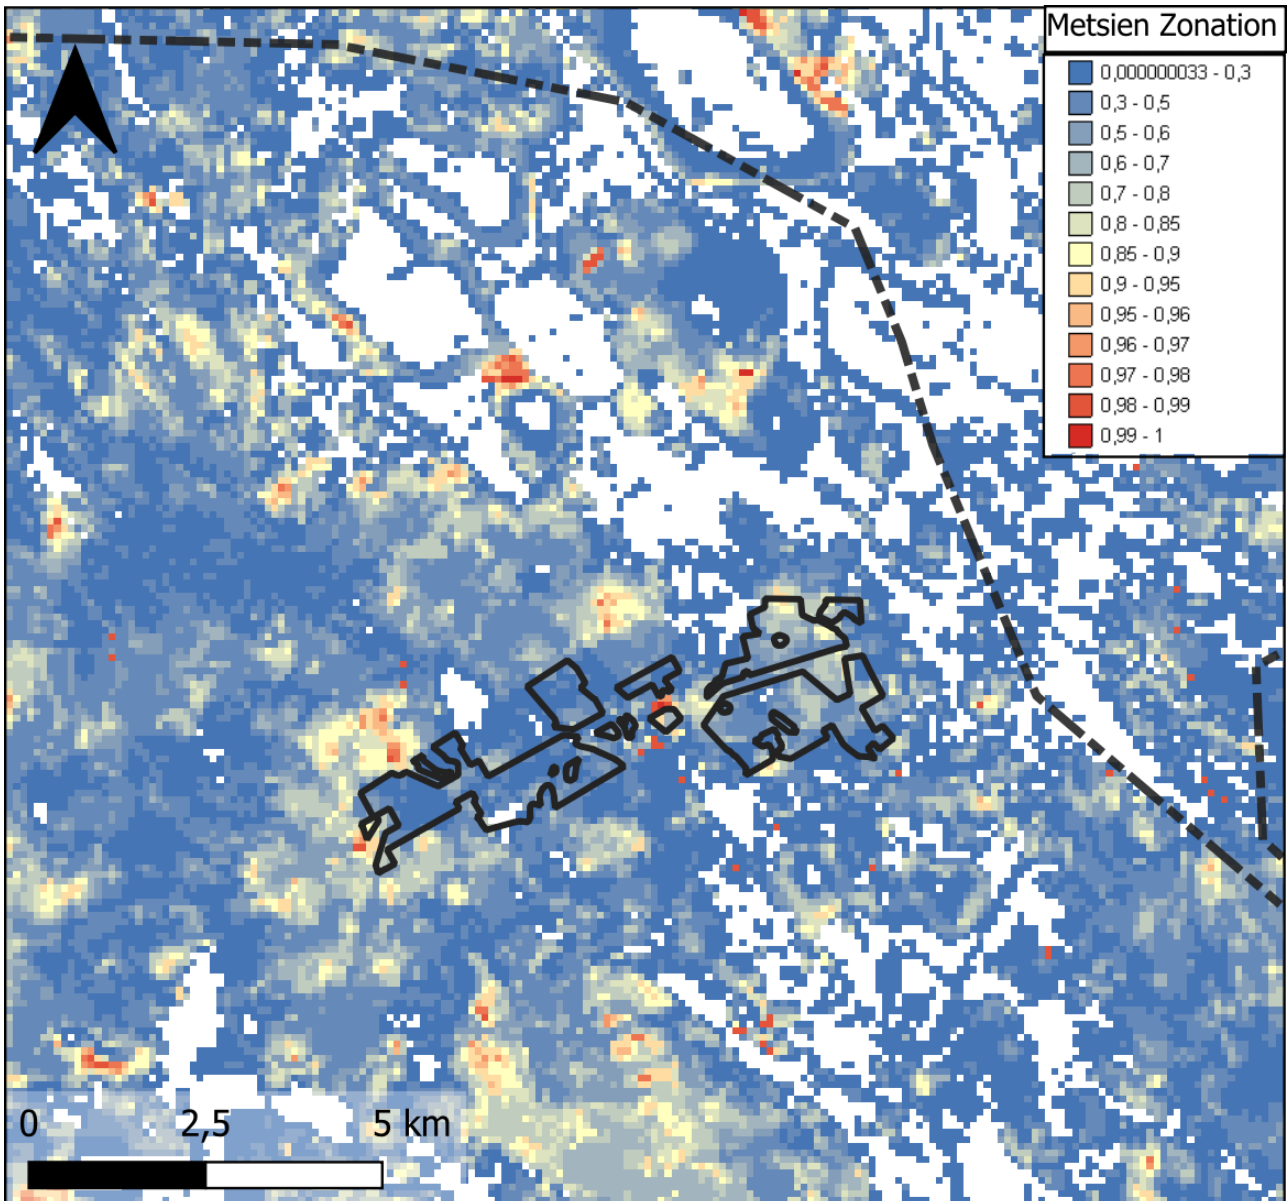 Metsien Zonation
0,000000033 - 0,3
0,3 - 0,5
0,5 - 0,6
0,6 - 0,7
0,7 - 0,8
0,8 - 0,85
0,85 - 0,9
0,9 - 0,95
0,95 - 0,96
0,96 - 0,97
0,97 - 0,98
0,98 - 0,99
0,99 - 1
0 2,5 5 km